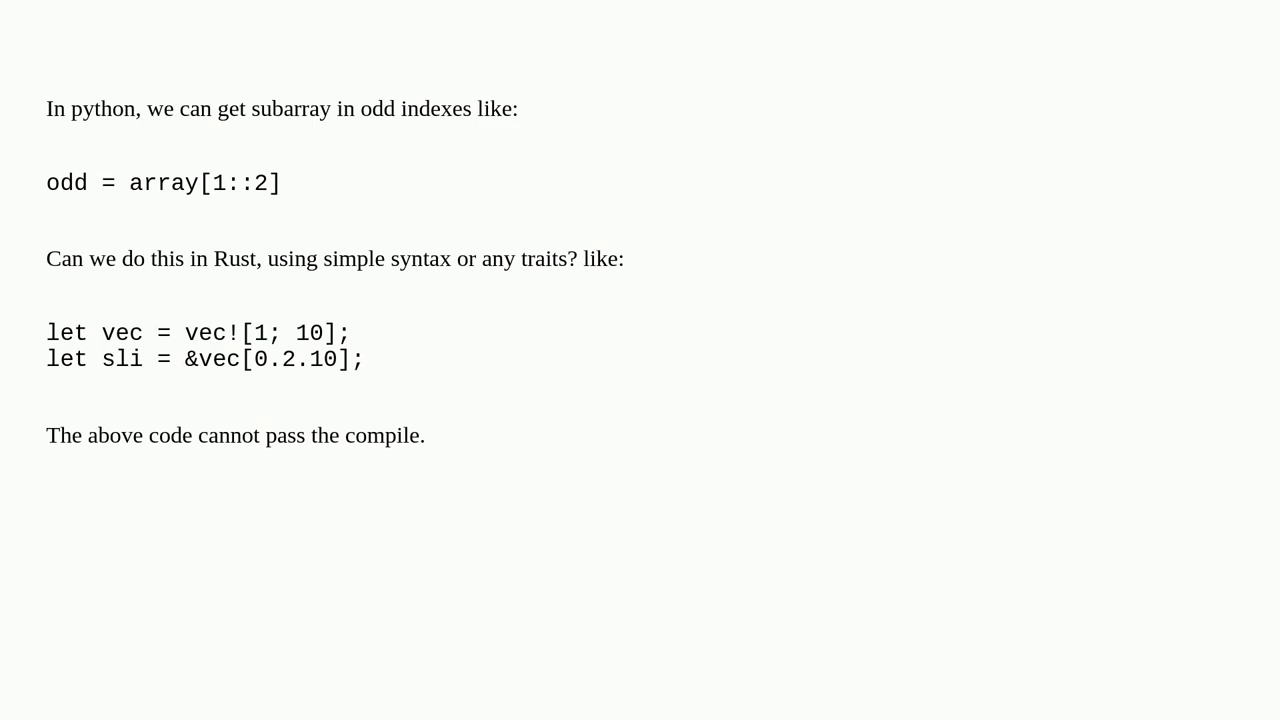 In python, we can get subarray in odd indexes like:
odd = array[1::2]
Can we do this in Rust, using simple syntax or any traits? like:
let vec = vec![1; 10];
let sli = &vec[0.2.10];
The above code cannot pass the compile.